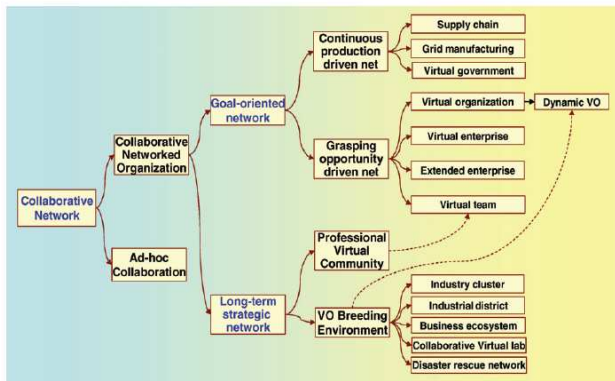 Collaborative
Network
Collaborative
Networked
Organization
Ad-hoc
Collaboration
Goal-oriented
network
Long-term
strategic
network
Continuous
production
driven net
Grasping
opportunity
driven net
Professional
Virtual
Community
VO Breeding
Environment
Supply chain
Grid manufacturing
Virtual government
Virtual organization
Dynamic VO
Virtual enterprise
Extended enterprise
Virtual team
Industry cluster
Industrial district
Business ecosystem
Collaborative Virtual lab
Disaster rescue network